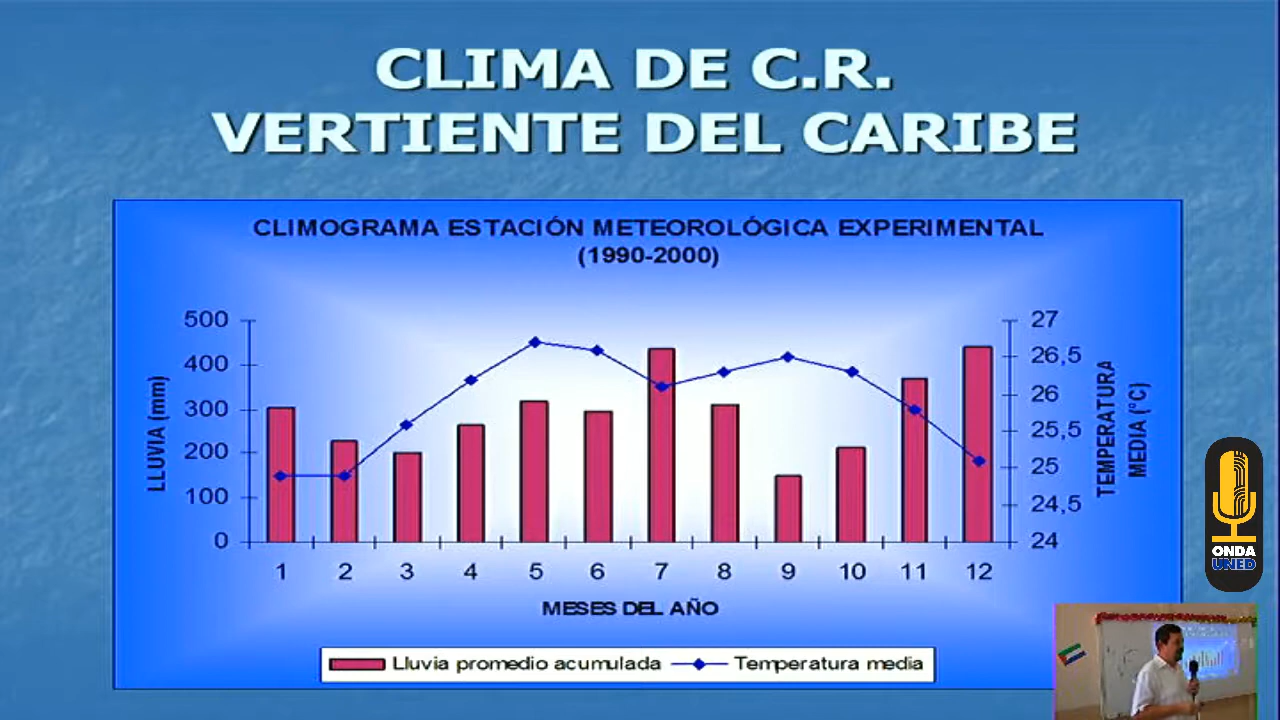 CLIMA DE C.R.
VERTIENTE DEL CARIBE
CLIMOGRAMA ESTACIÓN METEOROLÓGICA EXPERIMENTAL
(1990-2000)
LLUVIA (mm)
500
400
300
200
100
0
27
26,5
26
25,5
25
24,5
24
TEMPERATURA
MEDIA (°C)
1 2 3 4 5 6 7 8 9 10 11 12
MESES DEL AÑO
Lluvia promedio acumulada Temperatura media
ONDA
UNED